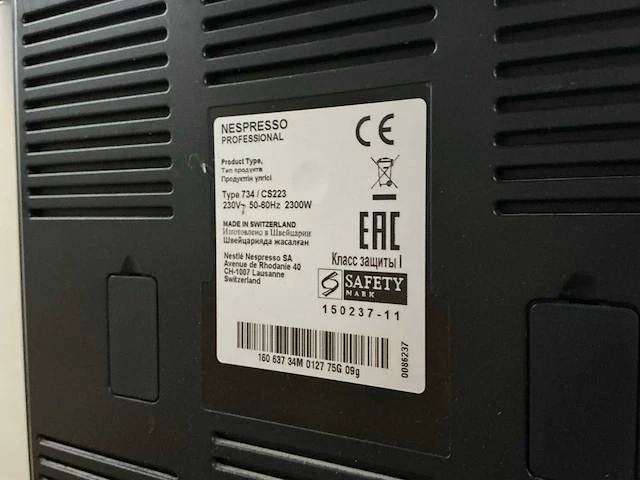 NESPRESSO
PROFESSIONAL
CE
Product Type,
Тип продукта
Продуктін үлгісі
Type 734 / CS223
230V~ 50-60Hz 2300W
MADE IN SWITZERLAND
Изготовлено в Швейцарии
Швейцарияда жасалған
EAC
Класс защиты I
Nestlé Nespresso SA
Avenue de Rhodanie 40
CH-1007 Lausanne
Switzerland
S SAFETY
MARK
150237-11
160 637 34M 0127 75G 09g
0086237